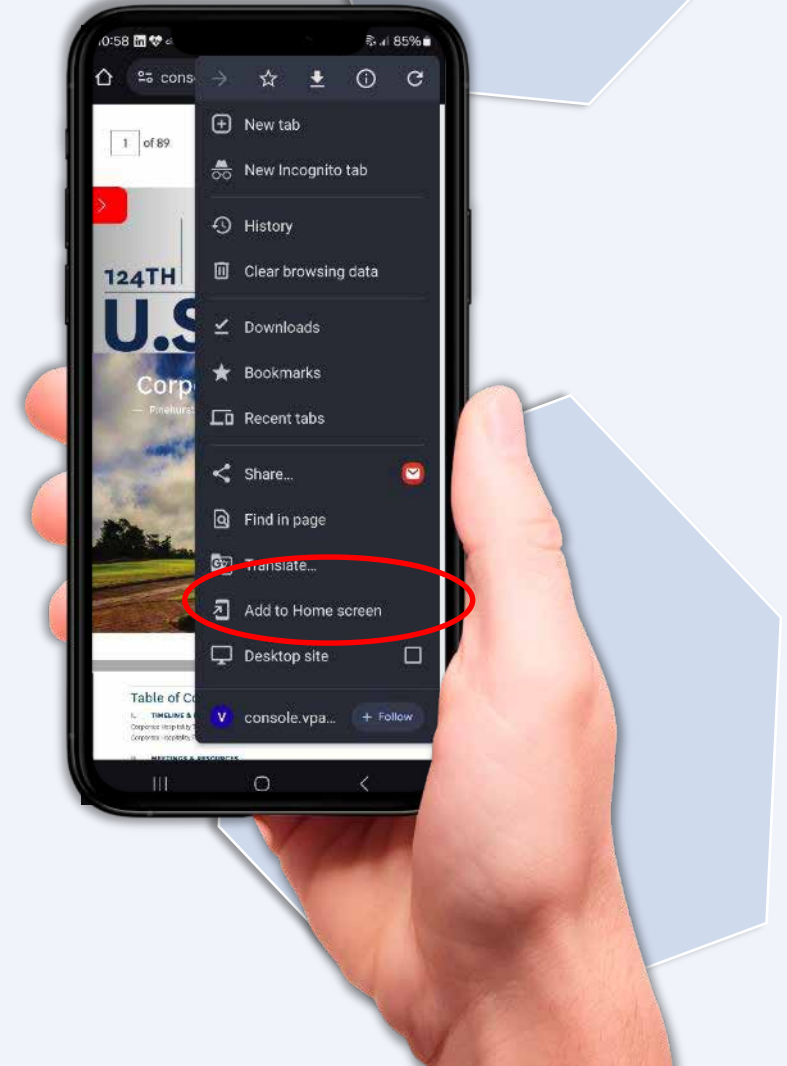 0:58
85%
cons
1 of 89
New tab
New Incognito tab
History
Clear browsing data
124TH
U.S
Downloads
Bookmarks
Corp
Recent tabs
Share...
Find in page
Translate...
Add to Home screen
Desktop site
Table of Co
V console.vpa... + Follow